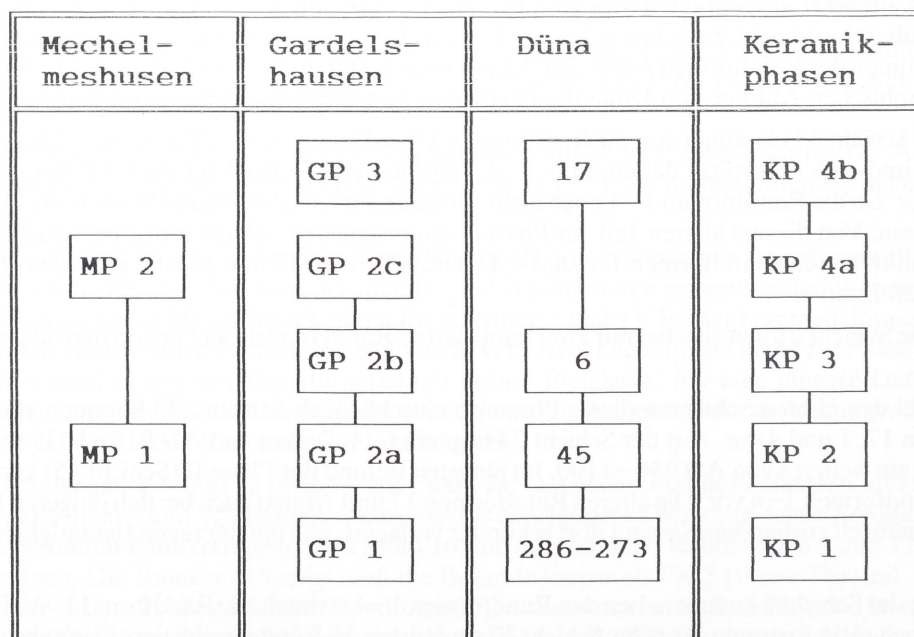 Mechel-
meshusen
Gardels-
hausen
Düna
Keramik-
phasen
GP 3
17
KP 4b
MP 2
GP 2c
KP 4a
GP 2b
6
KP 3
MP 1
GP 2a
45
KP 2
GP 1
286-273
KP 1